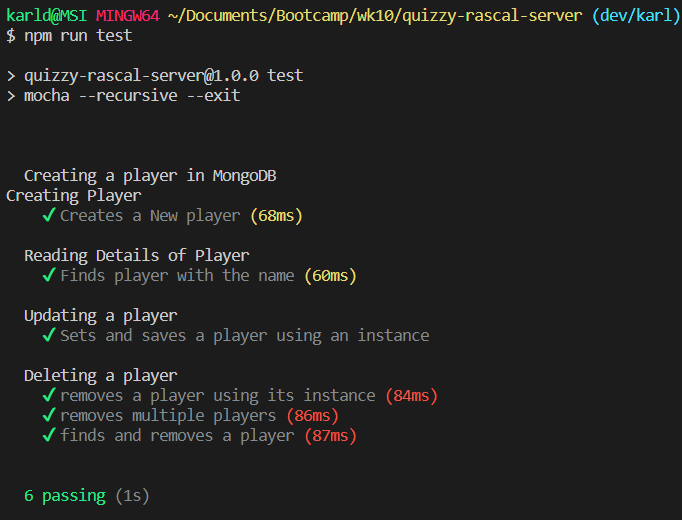 karld@MSI MINGW64 ~/Documents/Bootcamp/wk10/quizzy-rascal-server (dev/karl)
$ npm run test
> quizzy-rascal-server@1.0.0 test
> mocha --recursive --exit
Creating a player in MongoDB
Creating Player
✓ Creates a New player (68ms)
Reading Details of Player
✓ Finds player with the name (60ms)
Updating a player
✓ Sets and saves a player using an instance
Deleting a player
✓ removes a player using its instance (84ms)
✓ removes multiple players (86ms)
✓ finds and removes a player (87ms)
6 passing (1s)